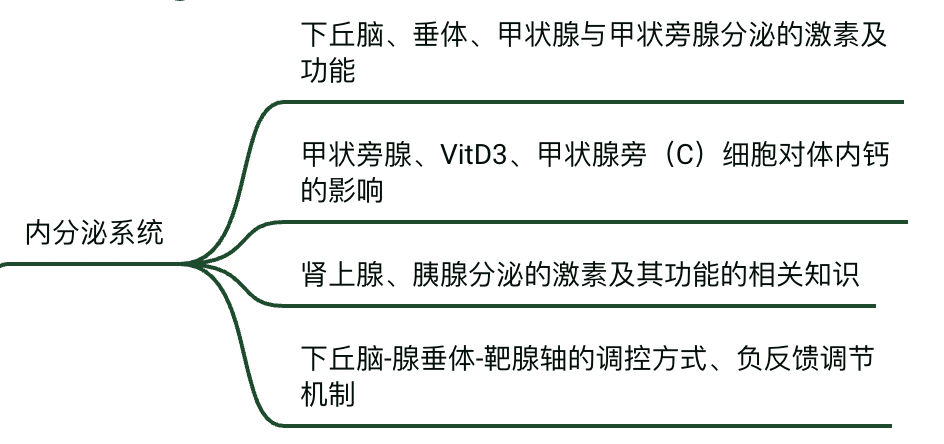 下丘脑、垂体、甲状腺与甲状旁腺分泌的激素及
功能
甲状旁腺、VitD3、甲状腺旁（C）细胞对体内钙
的影响
内分泌系统
肾上腺、胰腺分泌的激素及其功能的相关知识
下丘脑-腺垂体-靶腺轴的调控方式、负反馈调节
机制